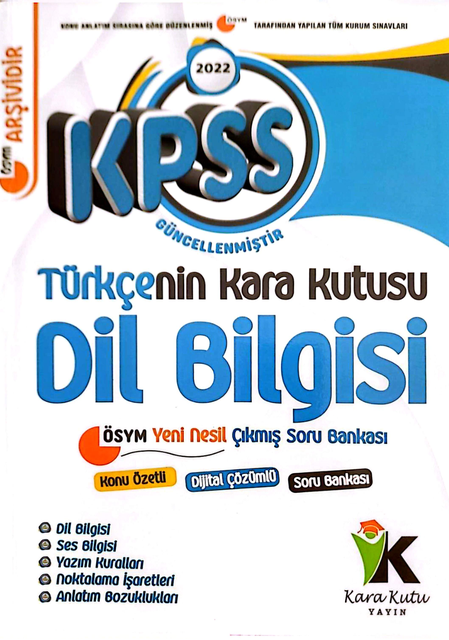 KONU ANLATIM SIRASINA GÖRE DÜZENLENMİŞ ÖSYM TARAFINDAN YAPILAN TÜM KURUM SINAVLARI
ÖSYM ARŞİVİDİR
2022
KPSS
GÜNCELLENMİŞTİR
Türkçenin Kara Kutusu
Dil Bilgisi
ÖSYM Yeni Nesil Çıkmış Soru Bankası
Konu Özetli Dijital Çözümlü Soru Bankası
Dil Bilgisi
Ses Bilgisi
Yazım Kuralları
Noktalama İşaretleri
Anlatım Bozuklukları
K
Kara Kutu
YAYIN